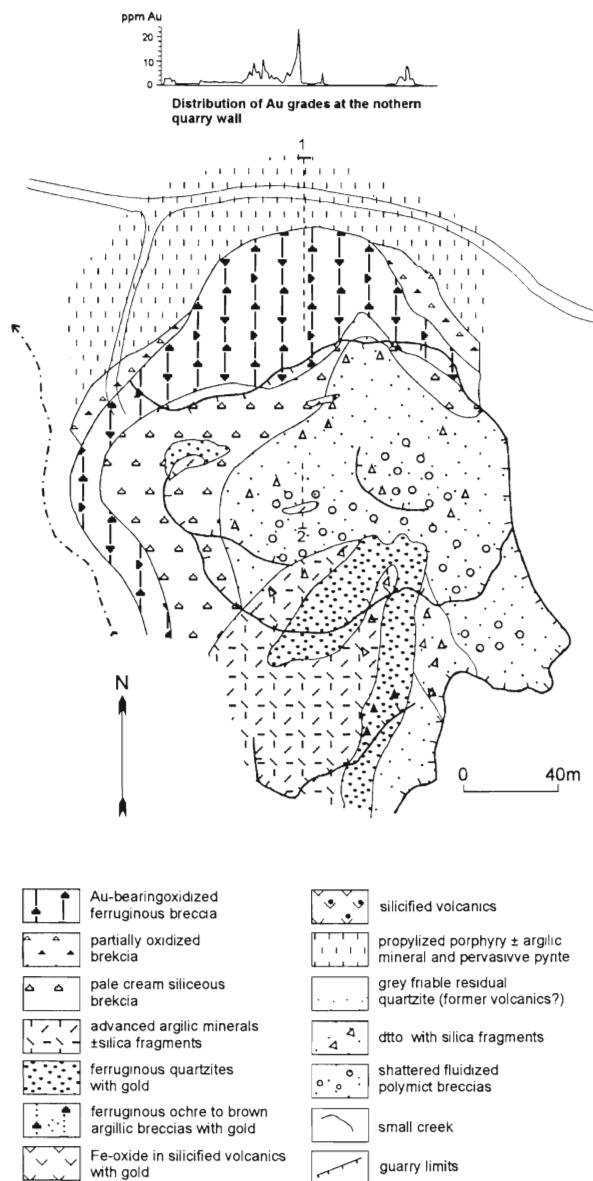 ppm Au
20
10
0
Distribution of Au grades at the nothern
quarry wall
1
2
N
0 40m
Au-bearingoxidized
ferruginous breccia
partially oxidized
brekcia
pale cream siliceous
brekcia
advanced argilic minerals
±silica fragments
ferruginous quartzites
with gold
ferruginous ochre to brown
argillic breccias with gold
Fe-oxide in silicified volcanics
with gold
silicified volcanics
propylized porphyry ± argilic
mineral and pervasivve pyrite
grey friable residual
quartzite (former volcanics?)
dtto with silica fragments
shattered fluidized
polymict breccias
small creek
guarry limits